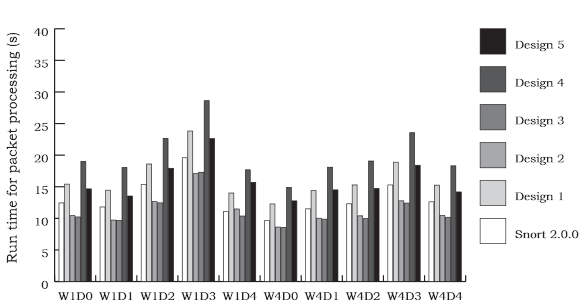 Run time for packet processing (s)
40
35
30
25
20
15
10
5
0
W1D0 W1D1 W1D2 W1D3 W1D4 W4D0 W4D1 W4D2 W4D3 W4D4
Design 5
Design 4
Design 3
Design 2
Design 1
Snort 2.0.0